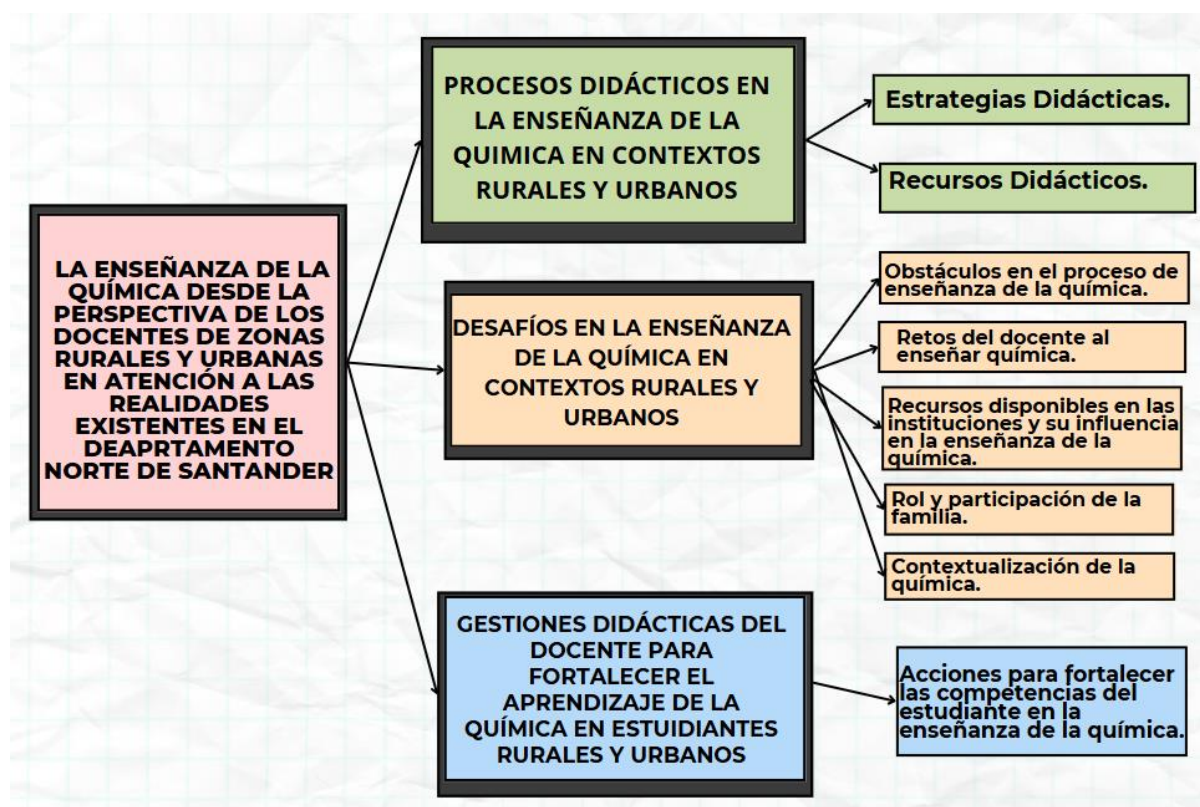 LA ENSEÑANZA DE LA
QUÍMICA DESDE LA
PERSPECTIVA DE LOS
DOCENTES DE ZONAS
RURALES Y URBANAS
EN ATENCIÓN A LAS
REALIDADES
EXISTENTES EN EL
DEAPRTAMENTO
NORTE DE SANTANDER
PROCESOS DIDÁCTICOS EN
LA ENSEÑANZA DE LA
QUIMICA EN CONTEXTOS
RURALES Y URBANOS
Estrategias Didácticas.
Recursos Didácticos.
DESAFÍOS EN LA ENSEÑANZA
DE LA QUÍMICA EN
CONTEXTOS RURALES Y
URBANOS
Obstáculos en el proceso de
enseñanza de la química.
Retos del docente al
enseñar química.
Recursos disponibles en las
instituciones y su influencia
en la enseñanza de la
química.
Rol y participación de la
familia.
Contextualización de la
química.
GESTIONES DIDÁCTICAS DEL
DOCENTE PARA
FORTALECER EL
APRENDIZAJE DE LA
QUÍMICA EN ESTUIDIANTES
RURALES Y URBANOS
Acciones para fortalecer
las competencias del
estudiante en la
enseñanza de la química.